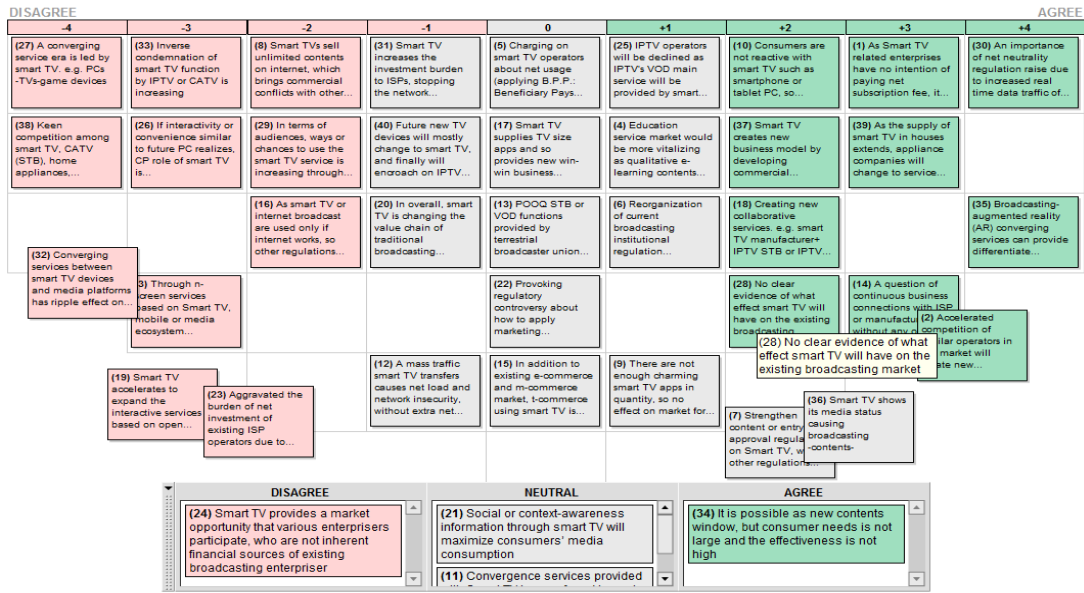 DISAGREE
AGREE
-4
-3
-2
-1
0
+1
+2
+3
+4
(27) A converging
service era is led by
smart TV. e.g. PCs
-TVs-game devices
(33) Inverse
condemnation of
smart TV function
by IPTV or CATV is
increasing
(8) Smart TVs sell
unlimited contents
on internet, which
brings commercial
conflicts with other...
(31) Smart TV
increases the
investment burden
to ISPs, stopping
the network...
(5) Charging on
smart TV operators
about net usage
(applying B.P.P.:
Beneficiary Pays...
(25) IPTV operators
will be declined as
IPTV's VOD main
service will be
provided by smart...
(10) Consumers are
not reactive with
smart TV such as
smartphone or
tablet PC, so...
(1) As Smart TV
related enterprises
have no intention of
paying net
subscription fee, it...
(30) An importance
of net neutrality
regulation raise due
to increased real
time data traffic of...
(38) Keen
competition among
smart TV, CATV
(STB), home
appliances,...
(26) If interactivity or
convenience similar
to future PC realizes,
CP role of smart TV
is...
(29) In terms of
audiences, ways or
chances to use the
smart TV service is
increasing through...
(40) Future new TV
devices will mostly
change to smart TV,
and finally will
encroach on IPTV...
(17) Smart TV
supplies TV size
apps and so
provides new win-
win business...
(4) Education
service market would
be more vitalizing
as qualitative e-
learning contents...
(37) Smart TV
creates new
business model by
developing
commercial...
(39) As the supply of
smart TV in houses
extends, appliance
companies will
change to service...
(16) As smart TV or
internet broadcast
are used only if
internet works, so
other regulations...
(20) In overall, smart
TV is changing the
value chain of
traditional
broadcasting...
(13) POOQ STB or
VOD functions
provided by
terrestrial
broadcaster union...
(6) Reorganization
of current
broadcasting
institutional
regulation...
(18) Creating new
collaborative
services. e.g. smart
TV manufacturer+
IPTV STB or IPTV...
(35) Broadcasting-
augmented reality
(AR) converging
services can provide
differentiate...
(32) Converging
services between
smart TV devices
and media platforms
has ripple effect on...
3) Through n-
screen services
based on Smart TV,
mobile or media
ecosystem...
(22) Provoking
regulatory
controversy about
how to apply
marketing...
(28) No clear
evidence of what
effect smart TV will
have on the existing
broadcasting
(14) A question of
continuous business
connections with ISP
or manufactu
without any o
(2) Accelerated
competition of
similar operators in
market will
ate new...
(28) No clear evidence of what
effect smart TV will have on the
existing broadcasting market
(19) Smart TV
accelerates to
expand the
interactive services
based on open...
(23) Aggravated the
burden of net
investment of
existing ISP
operators due to...
(12) A mass traffic
smart TV transfers
causes net load and
network insecurity,
without extra net...
(15) In addition to
existing e-commerce
and m-commerce
market, t-commerce
using smart TV is...
(9) There are not
enough charming
smart TV apps in
quantity, so no
effect on market for...
(7) Strengthen
content or entry
approval regula
on Smart TV, w
other regulations...
(36) Smart TV shows
its media status
causing
broadcasting
-contents-
DISAGREE
NEUTRAL
AGREE
(24) Smart TV provides a market
opportunity that various enterprisers
participate, who are not inherent
financial sources of existing
broadcasting enterpriser
(21) Social or context-awareness
information through smart TV will
maximize consumers' media
consumption
(11) Convergence services provided
(34) It is possible as new contents
window, but consumer needs is not
large and the effectiveness is not
high